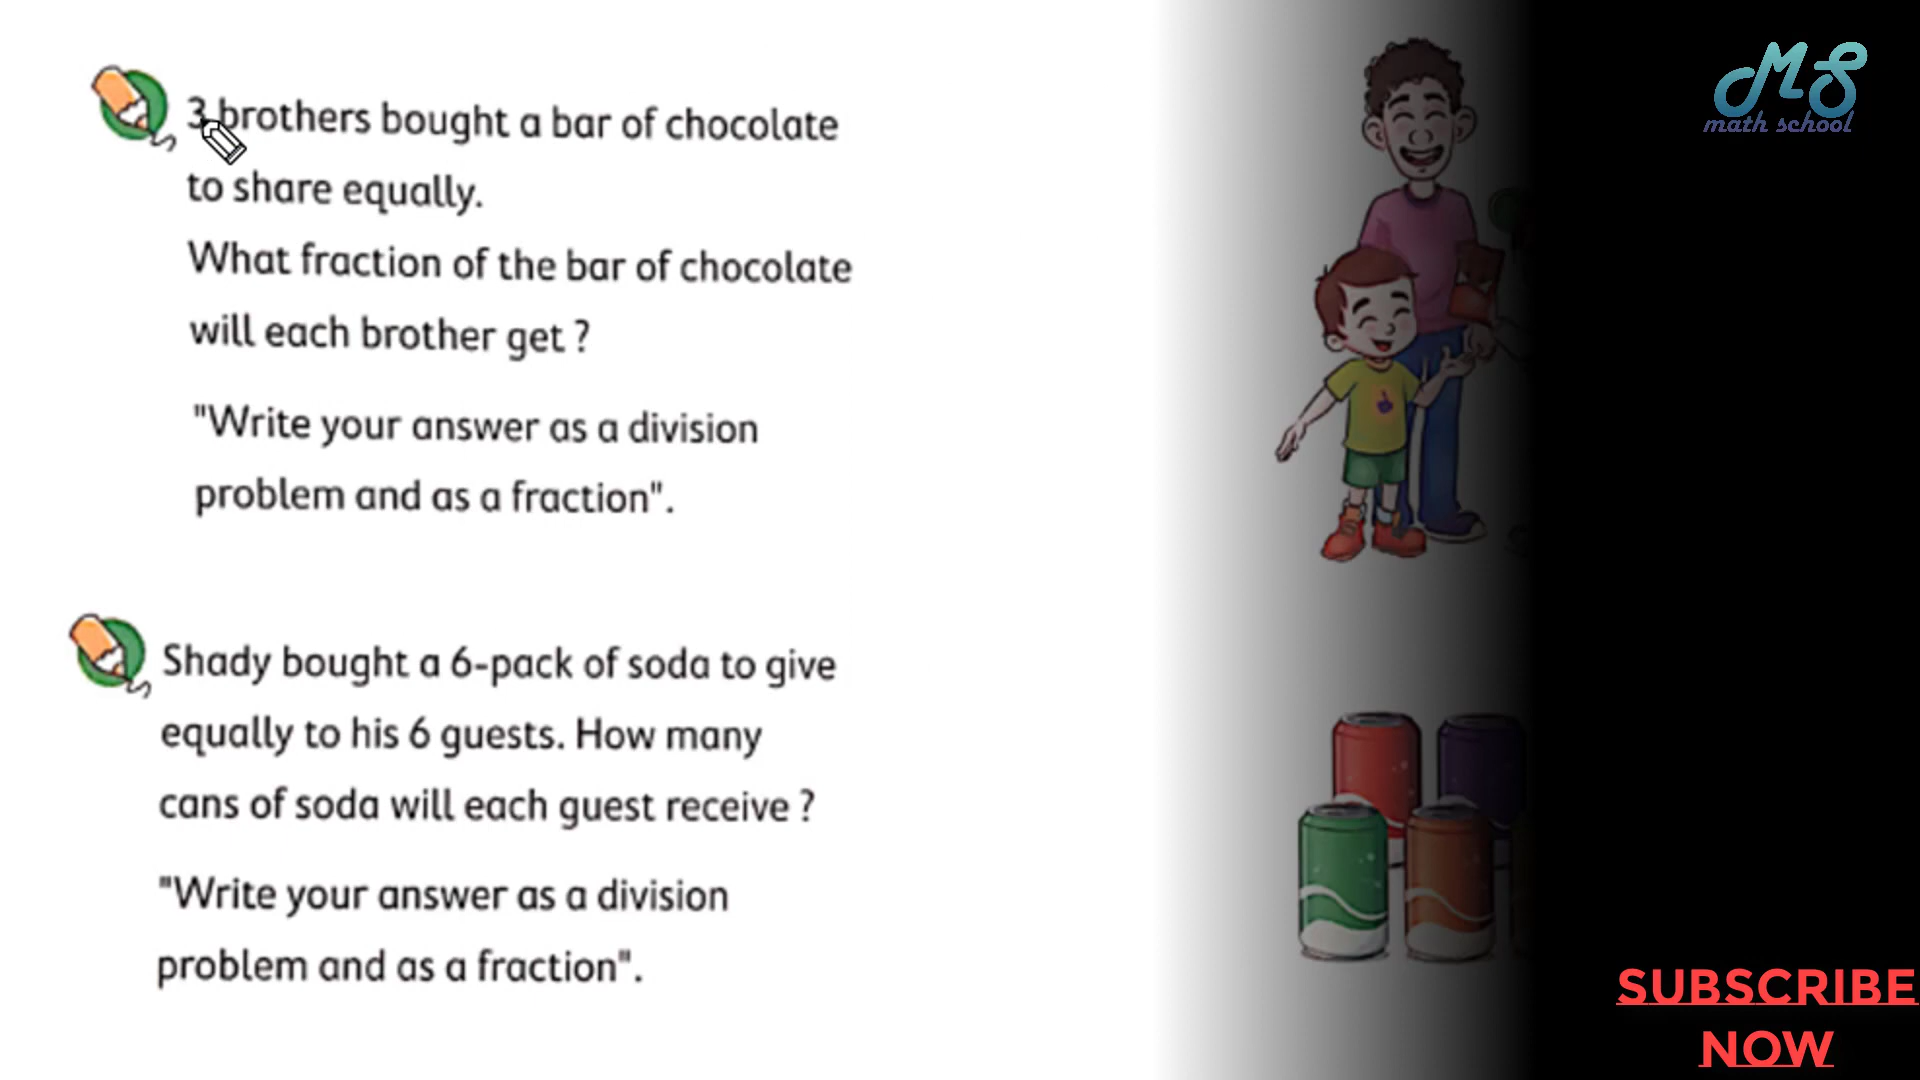 3 brothers bought a bar of chocolate
to share equally.
What fraction of the bar of chocolate
will each brother get ?
"Write your answer as a division
problem and as a fraction".
Shady bought a 6-pack of soda to give
equally to his 6 guests. How many
cans of soda will each guest receive ?
"Write your answer as a division
problem and as a fraction".
MS
math school
SUBSCRIBE
NOW